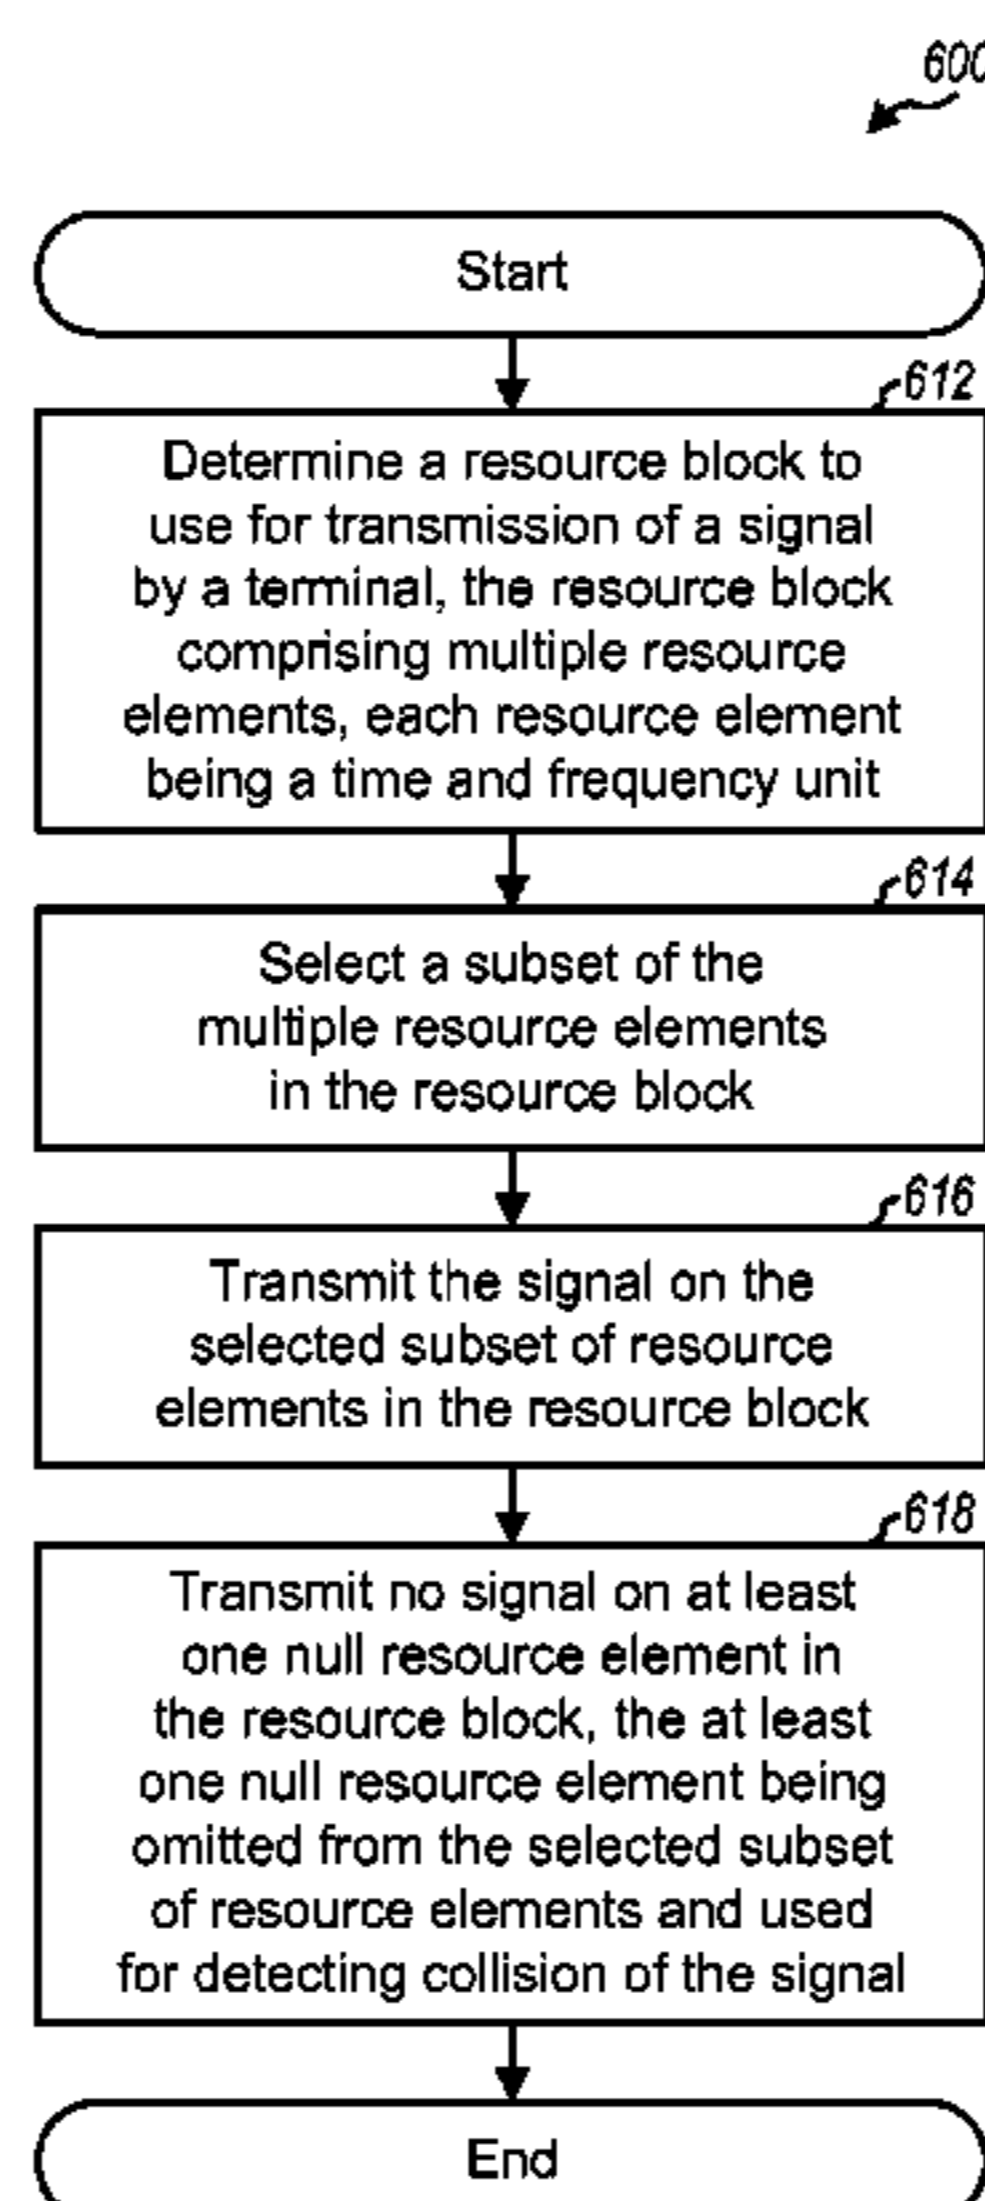 600
Start
612
Determine a resource block to
use for transmission of a signal
by a terminal, the resource block
comprising multiple resource
elements, each resource element
being a time and frequency unit
614
Select a subset of the
multiple resource elements
in the resource block
616
Transmit the signal on the
selected subset of resource
elements in the resource block
618
Transmit no signal on at least
one null resource element in
the resource block, the at least
one null resource element being
omitted from the selected subset
of resource elements and used
for detecting collision of the signal
End